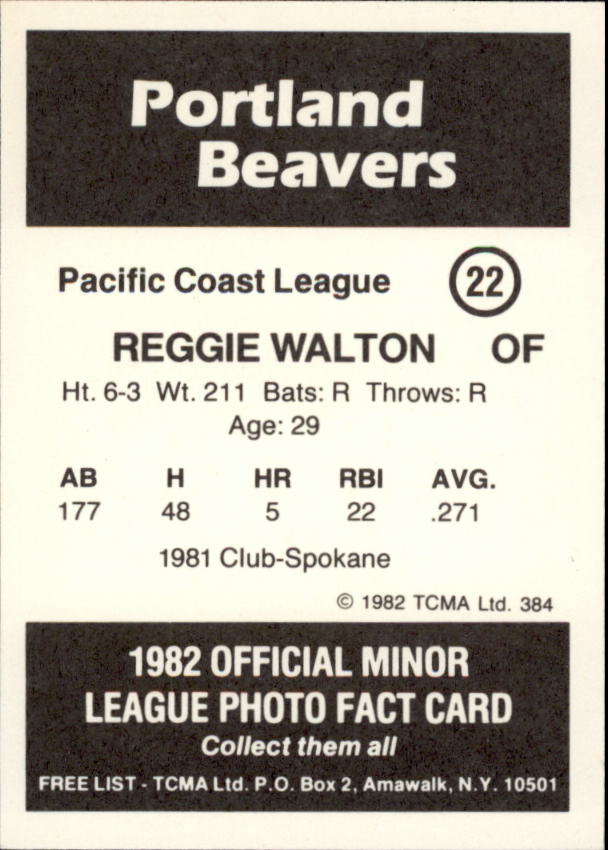 Portland
Beavers
Pacific Coast League 22
REGGIE WALTON OF
Ht. 6-3 Wt. 211 Bats: R Throws: R
Age: 29
AB H HR RBI AVG.
177 48 5 22 .271
1981 Club-Spokane
© 1982 TCMA Ltd. 384
1982 OFFICIAL MINOR
LEAGUE PHOTO FACT CARD
Collect them all
FREE LIST - TCMA Ltd. P.O. Box 2, Amawalk, N.Y. 10501